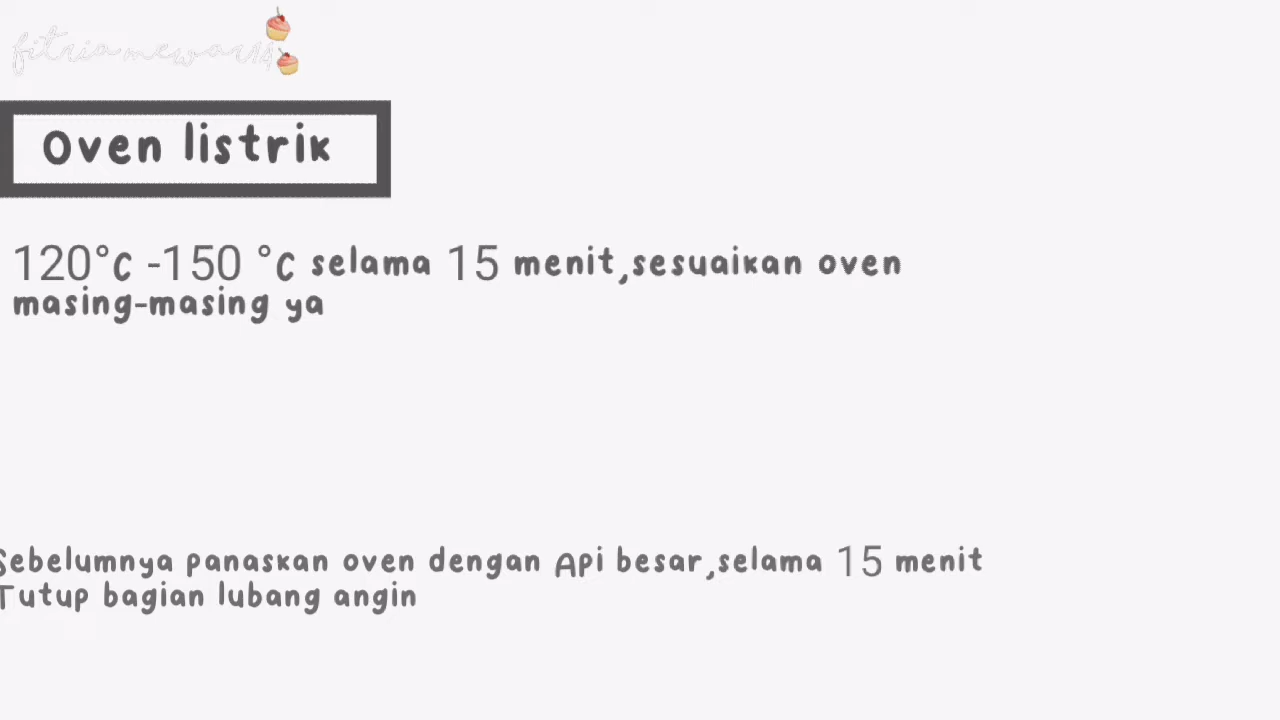 Oven listrik
120°C -150 °C selama 15 menit,sesuaikan oven
masing-masing ya
Sebelumnya panaskan oven dengan Api besar,selama 15 menit
Tutup bagian lubang angin